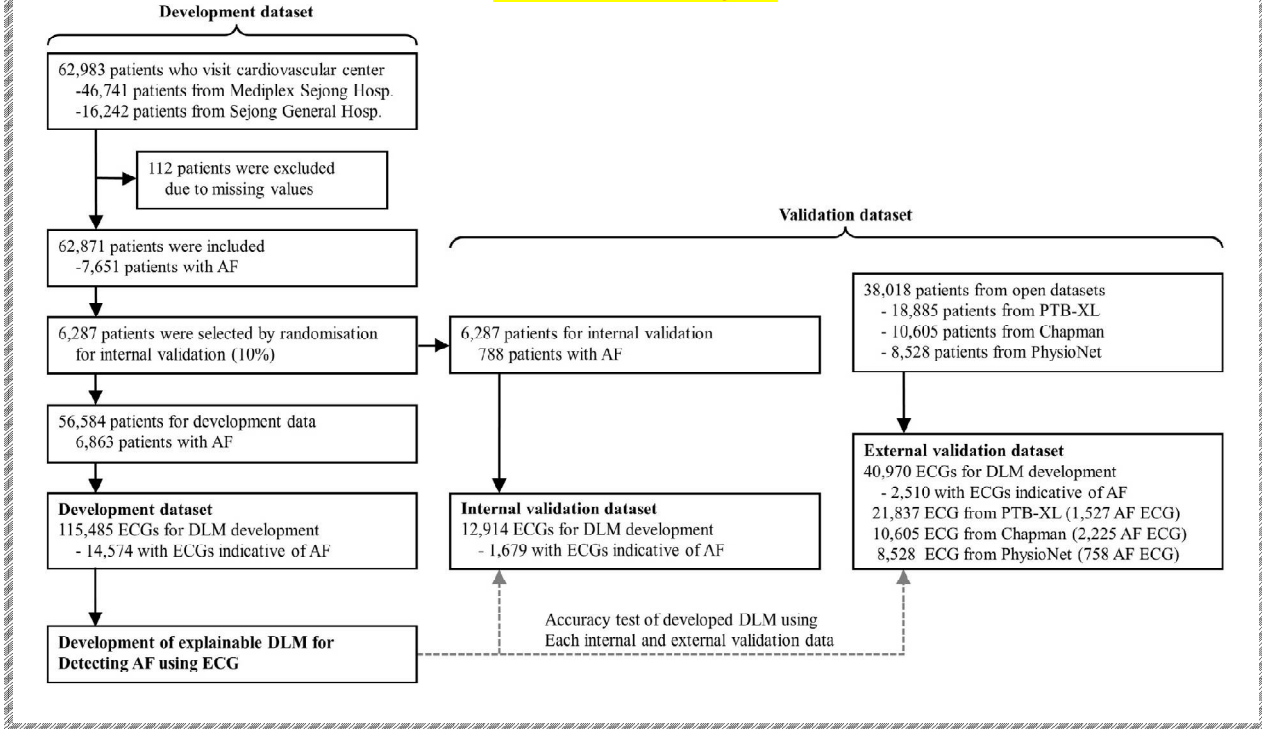 Development dataset
62,983 patients who visit cardiovascular center
-46,741 patients from Mediplex Sejong Hosp.
-16,242 patients from Sejong General Hosp.
112 patients were excluded
due to missing values
62,871 patients were included
-7,651 patients with AF
6,287 patients were selected by randomisation
for internal validation (10%)
56,584 patients for development data
6,863 patients with AF
Development dataset
115,485 ECGs for DLM development
- 14,574 with ECGs indicative of AF
Development of explainable DLM for
Detecting AF using ECG
Validation dataset
6,287 patients for internal validation
788 patients with AF
Internal validation dataset
12,914 ECGs for DLM development
- 1,679 with ECGs indicative of AF
38,018 patients from open datasets
- 18,885 patients from PTB-XL
- 10,605 patients from Chapman
- 8,528 patients from PhysioNet
External validation dataset
40,970 ECGs for DLM development
- 2,510 with ECGs indicative of AF
21,837 ECG from PTB-XL (1,527 AF ECG)
10,605 ECG from Chapman (2,225 AF ECG)
8,528 ECG from PhysioNet (758 AF ECG)
Accuracy test of developed DLM using
Each internal and external validation data